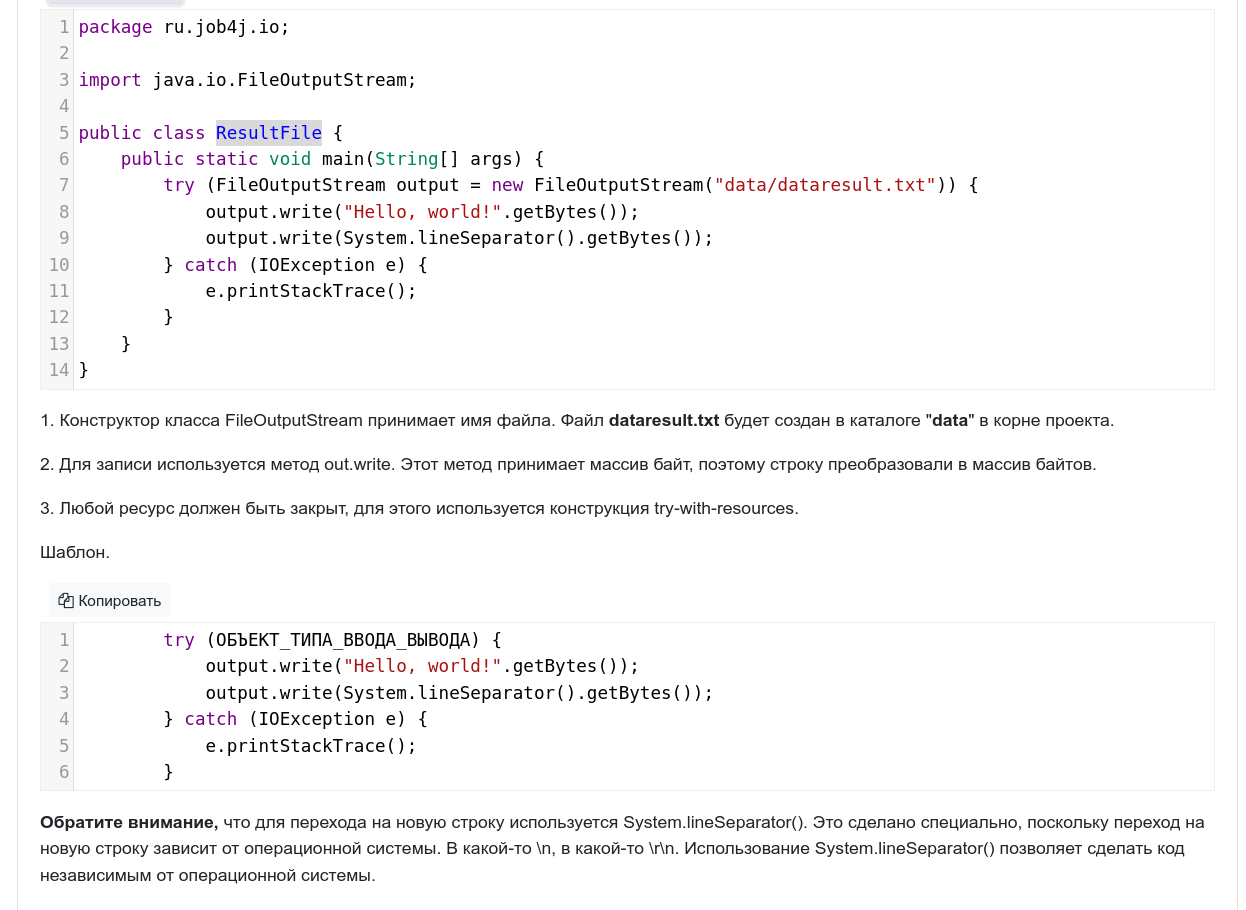 1 package ru.job4j.io;
2
3 import java.io.FileOutputStream;
4
5 public class ResultFile {
6     public static void main(String[] args) {
7         try (FileOutputStream output = new FileOutputStream("data/dataresult.txt")) {
8             output.write("Hello, world!".getBytes());
9             output.write(System.lineSeparator().getBytes());
10         } catch (IOException e) {
11             e.printStackTrace();
12         }
13     }
14 }
1. Конструктор класса FileOutputStream принимает имя файла. Файл dataresult.txt будет создан в каталоге "data" в корне проекта.
2. Для записи используется метод out.write. Этот метод принимает массив байт, поэтому строку преобразовали в массив байтов.
3. Любой ресурс должен быть закрыт, для этого используется конструкция try-with-resources.
Шаблон.
Копировать
1         try (ОБЪЕКТ_ТИПА_ВВОДА_ВЫВОДА) {
2             output.write("Hello, world!".getBytes());
3             output.write(System.lineSeparator().getBytes());
4         } catch (IOException e) {
5             e.printStackTrace();
6         }
Обратите внимание, что для перехода на новую строку используется System.lineSeparator(). Это сделано специально, поскольку переход на
новую строку зависит от операционной системы. В какой-то \n, в какой-то \r\n. Использование System.lineSeparator() позволяет сделать код
независимым от операционной системы.